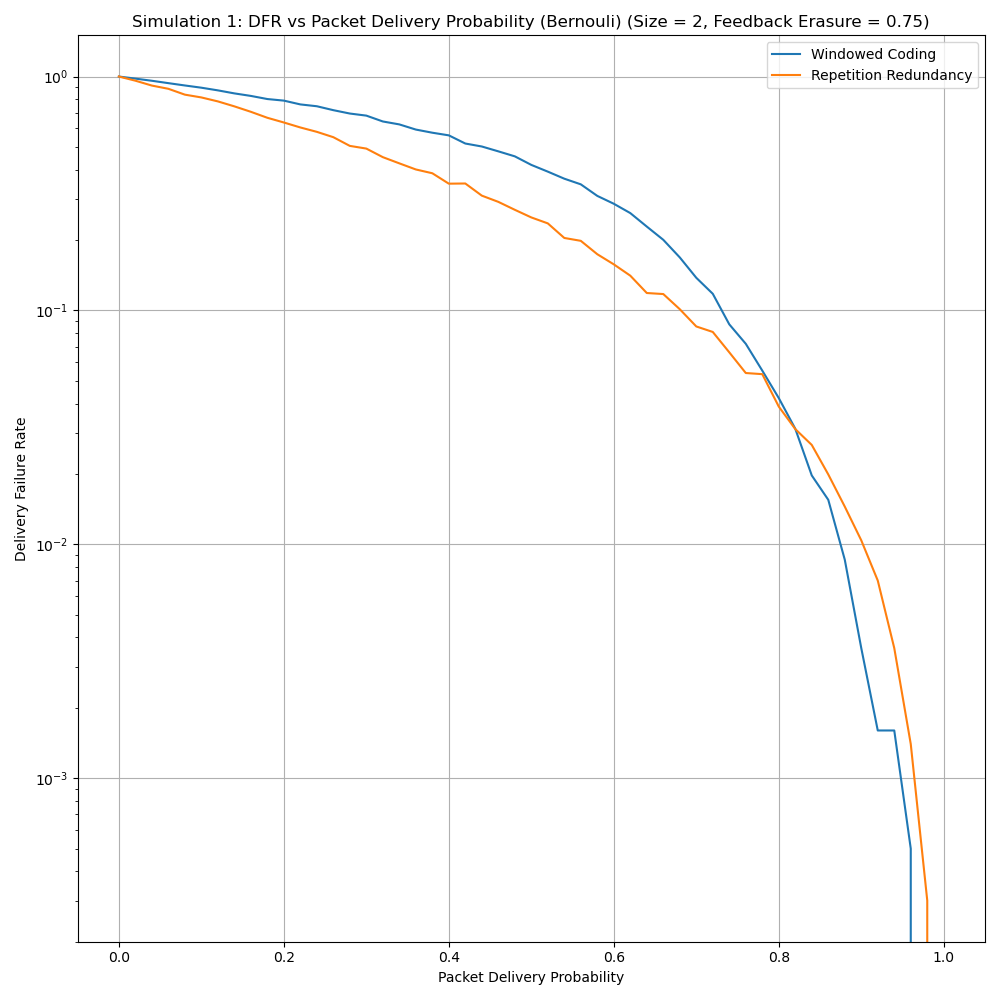 Simulation 1: DFR vs Packet Delivery Probability (Bernouli) (Size = 2, Feedback Erasure = 0.75)
Windowed Coding
Repetition Redundancy
10⁰
10⁻¹
10⁻²
10⁻³
Delivery Failure Rate
0.0 0.2 0.4 0.6 0.8 1.0
Packet Delivery Probability